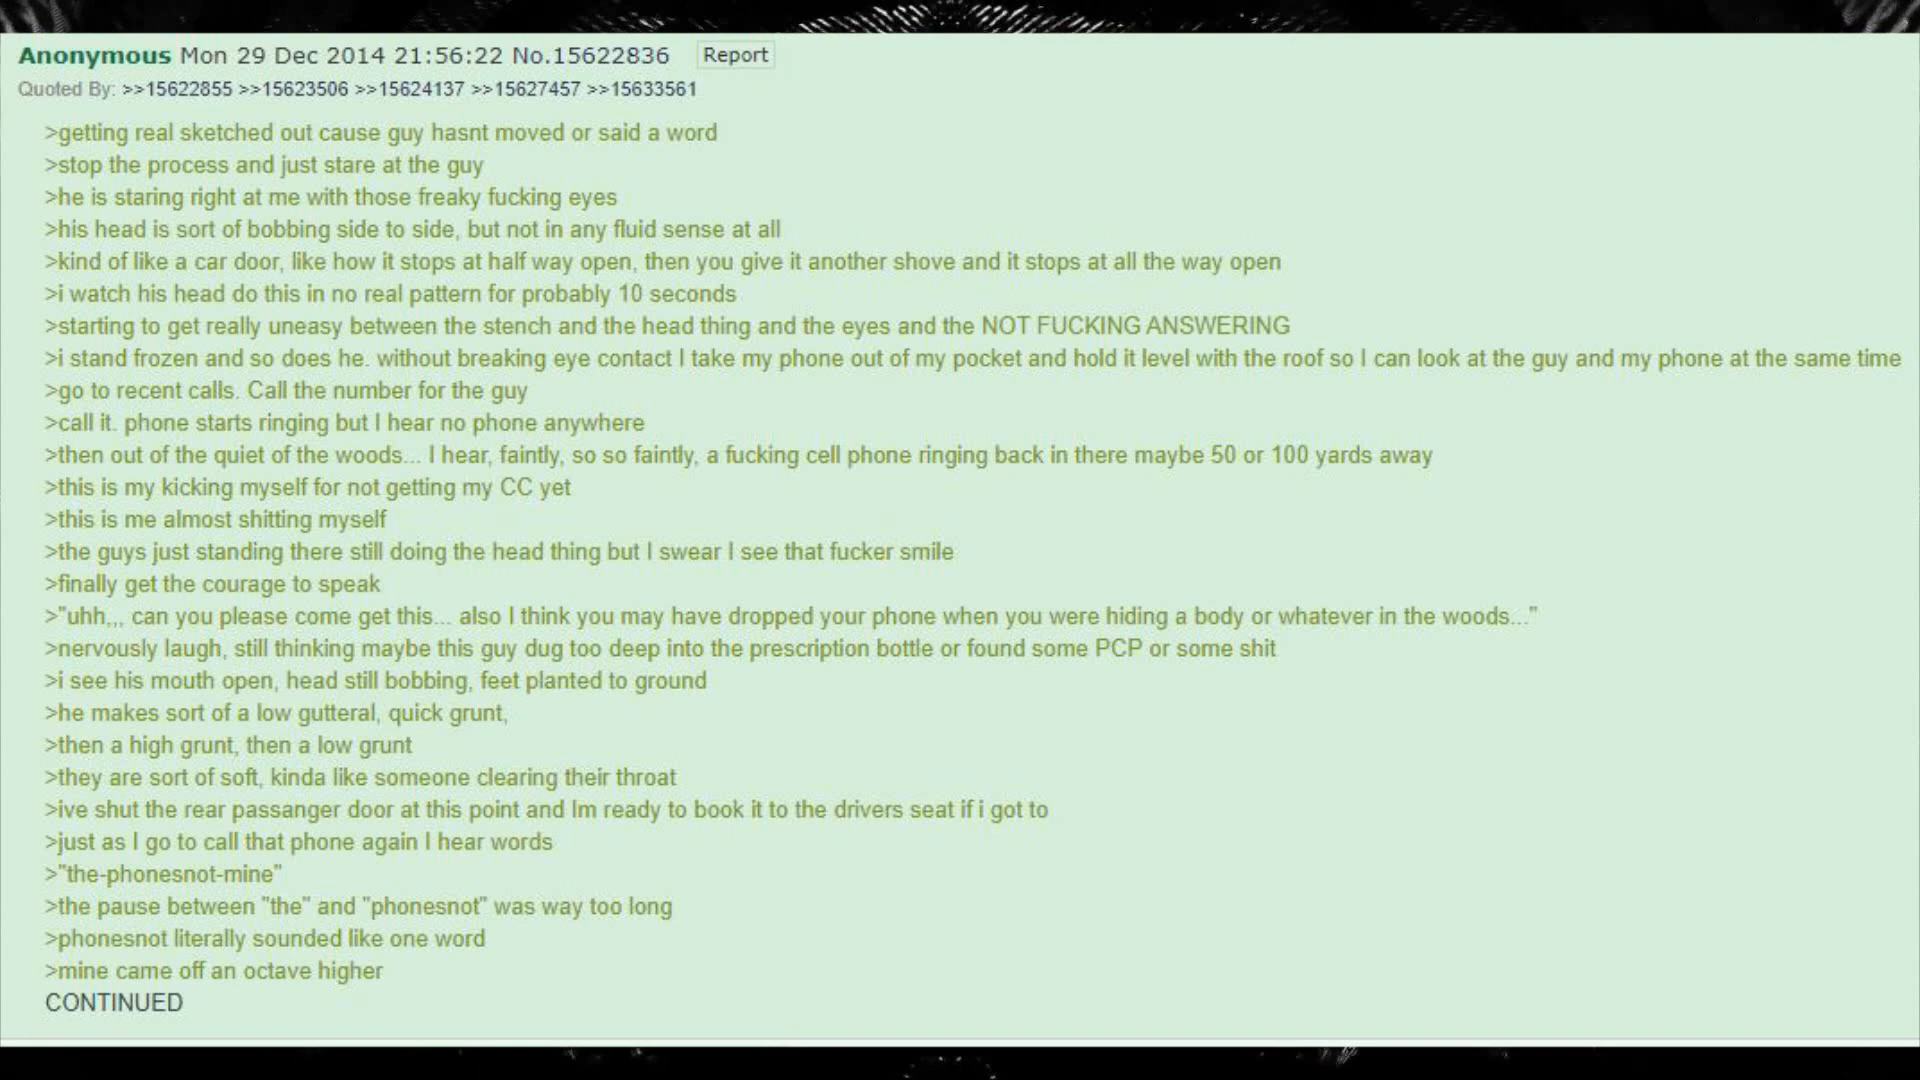 Anonymous Mon 29 Dec 2014 21:56:22 No.15622836 Report
Quoted By: >>15622855 >>15623506 >>15624137 >>15627457 >>15633561
>getting real sketched out cause guy hasnt moved or said a word
>stop the process and just stare at the guy
>he is staring right at me with those freaky fucking eyes
>his head is sort of bobbing side to side, but not in any fluid sense at all
>kind of like a car door, like how it stops at half way open, then you give it another shove and it stops at all the way open
>i watch his head do this in no real pattern for probably 10 seconds
>starting to get really uneasy between the stench and the head thing and the eyes and the NOT FUCKING ANSWERING
>i stand frozen and so does he. without breaking eye contact I take my phone out of my pocket and hold it level with the roof so I can look at the guy and my phone at the same time
>go to recent calls. Call the number for the guy
>call it. phone starts ringing but I hear no phone anywhere
>then out of the quiet of the woods... I hear, faintly, so so faintly, a fucking cell phone ringing back in there maybe 50 or 100 yards away
>this is my kicking myself for not getting my CC yet
>this is me almost shitting myself
>the guys just standing there still doing the head thing but I swear I see that fucker smile
>finally get the courage to speak
>"uhh,,, can you please come get this... also I think you may have dropped your phone when you were hiding a body or whatever in the woods..."
>nervously laugh, still thinking maybe this guy dug too deep into the prescription bottle or found some PCP or some shit
>i see his mouth open, head still bobbing, feet planted to ground
>he makes sort of a low gutteral, quick grunt,
>then a high grunt, then a low grunt
>they are sort of soft, kinda like someone clearing their throat
>ive shut the rear passanger door at this point and Im ready to book it to the drivers seat if i got to
>just as I go to call that phone again I hear words
>"the-phonesnot-mine"
>the pause between "the" and "phonesnot" was way too long
>phonesnot literally sounded like one word
>mine came off an octave higher
CONTINUED